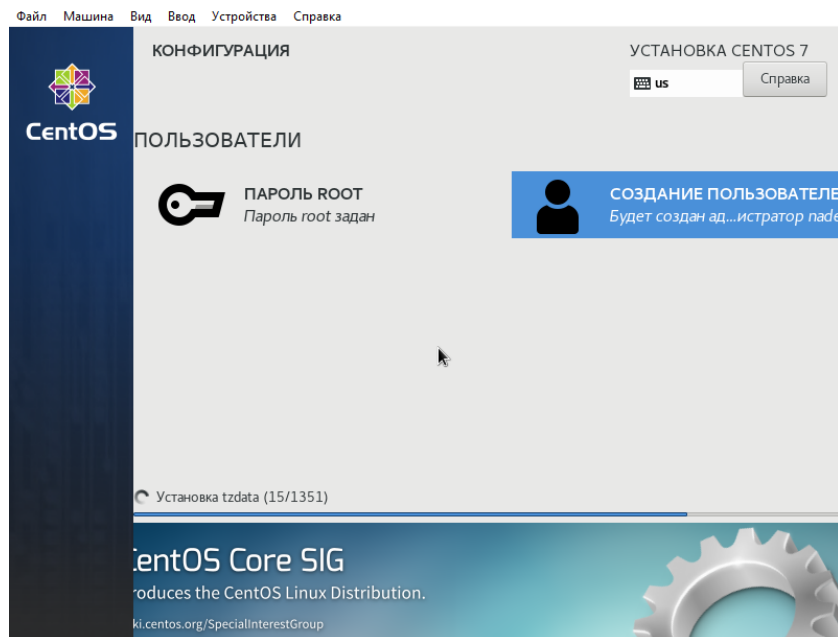 Файл Машина Вид Ввод Устройства Справка
КОНФИГУРАЦИЯ
УСТАНОВКА CENTOS 7
us
Справка
CentOS
ПОЛЬЗОВАТЕЛИ
ПАРОЛЬ ROOT
Пароль root задан
СОЗДАНИЕ ПОЛЬЗОВАТЕЛЕ
Будет создан ад...истратор nade
Установка tzdata (15/1351)
entOS Core SIG
roduces the CentOS Linux Distribution.
ki.centos.org/SpecialInterestGroup